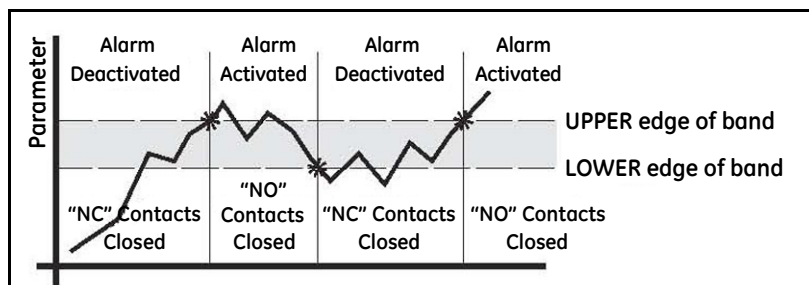 Parameter
Alarm
Deactivated
Alarm
Activated
Alarm
Deactivated
Alarm
Activated
UPPER edge of band
LOWER edge of band
“NC” Contacts
Closed
“NO”
Contacts
Closed
“NC” Contacts
Closed
“NO” Contacts
Closed